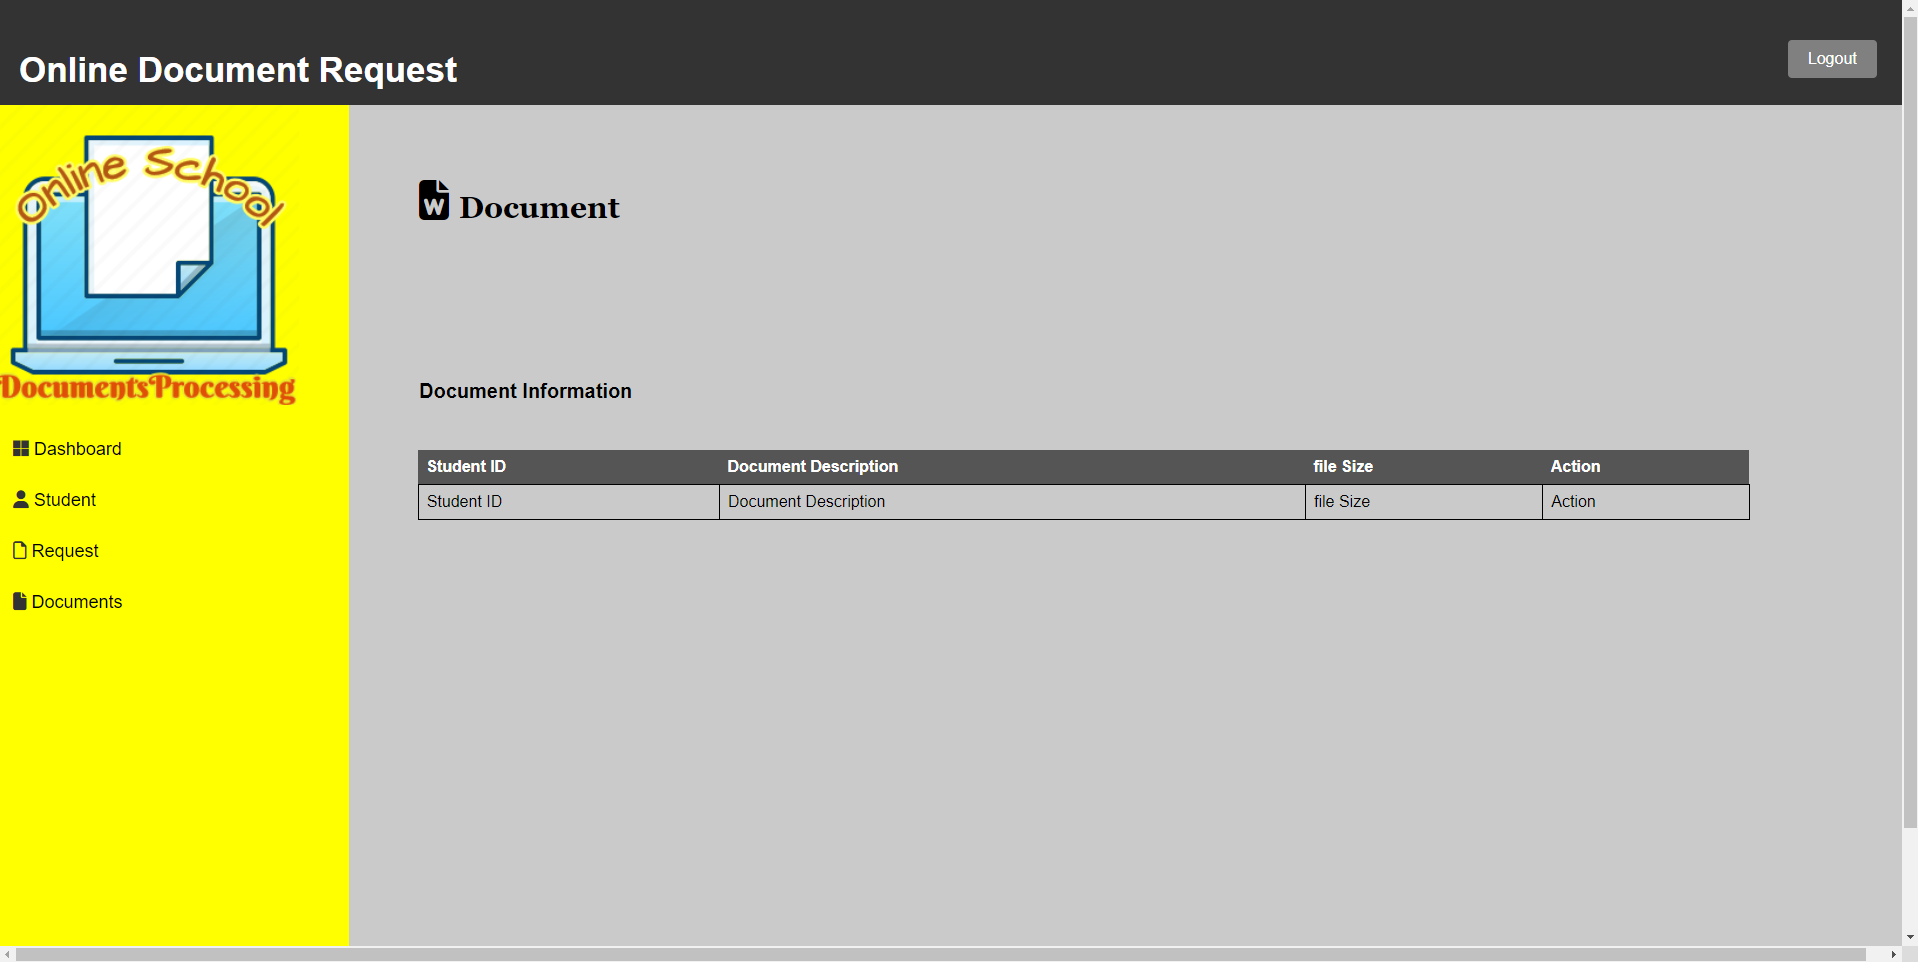 Online Document Request
Logout
Online School
DocumentsProcessing
Dashboard
Student
Request
Documents
W Document
Document Information
Student ID Document Description file Size Action
Student ID Document Description file Size Action